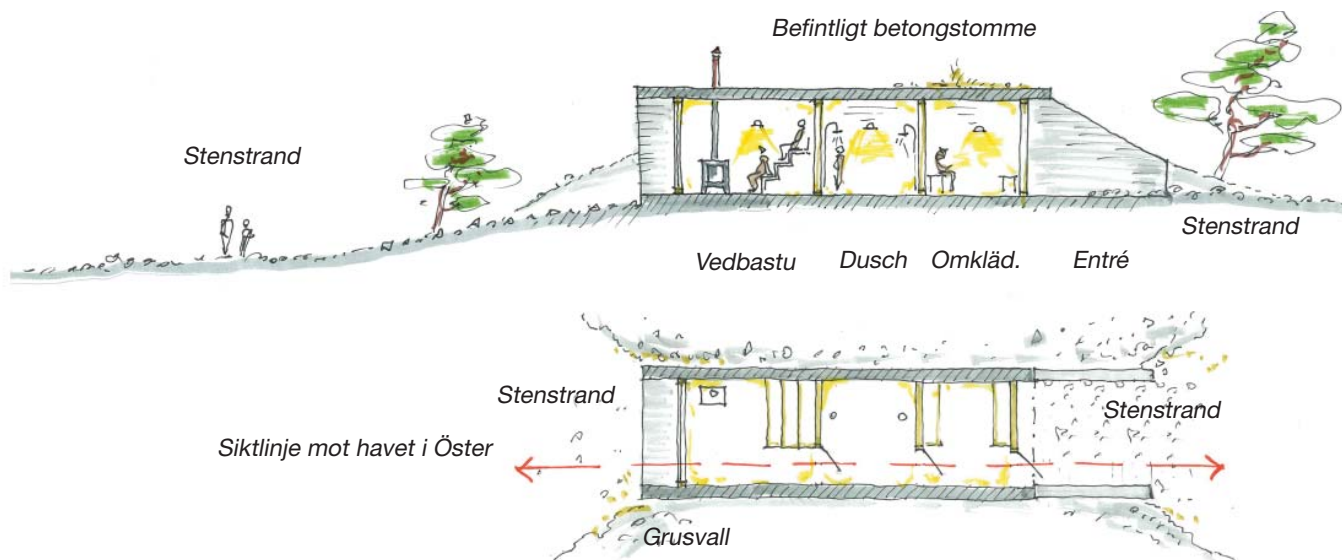 Befintligt betongstomme
Stenstrand
Stenstrand
Vedbastu
Dusch
Omkläd.
Entré
Stenstrand
Stenstrand
Siktlinje mot havet i Öster
Grusvall